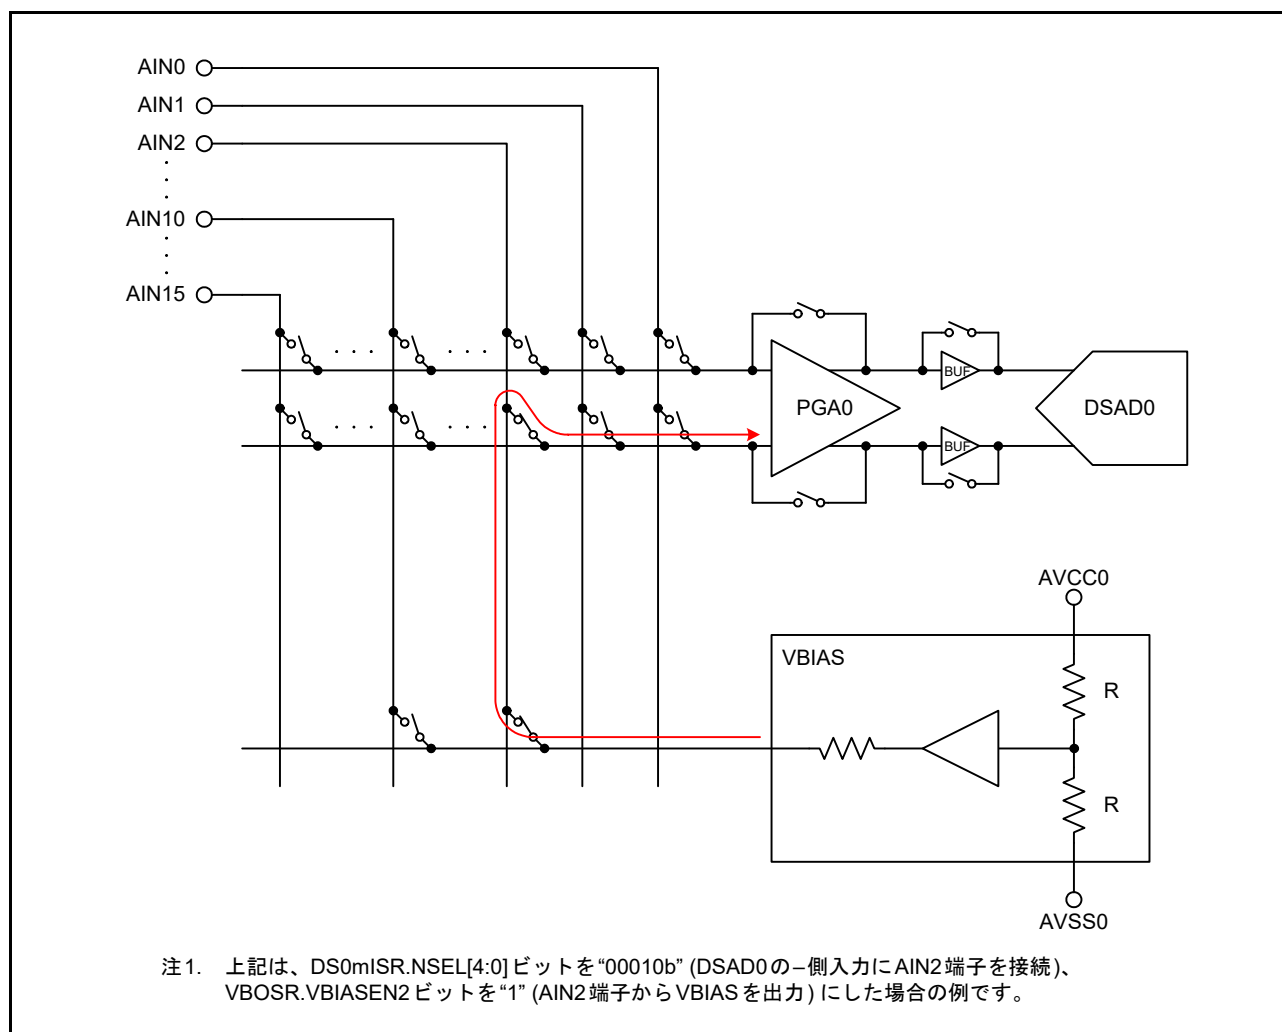 AIN0
AIN1
AIN2
AIN10
AIN15
BUF
PGA0
DSAD0
BUF
AVCC0
VBIAS
R
R
AVSS0
注1. 上記は、DS0mISR.NSEL[4:0]ビットを“00010b” (DSAD0の–側入力にAIN2端子を接続)、
VBOSR.VBIASEN2ビットを“1” (AIN2端子からVBIASを出力) にした場合の例です。